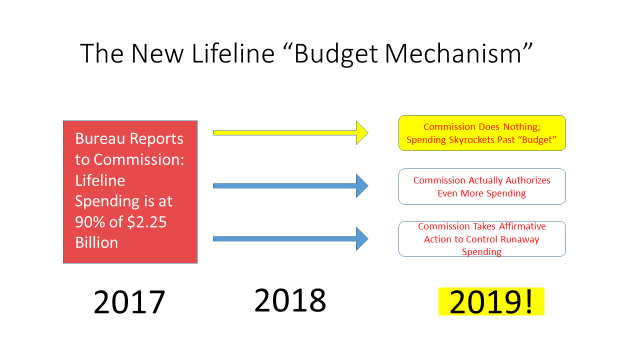 The New Lifeline “Budget Mechanism”
Bureau Reports
to Commission:
Lifeline
Spending is at
90% of $2.25
Billion
Commission Does Nothing;
Spending Skyrockets Past “Budget”
Commission Actually Authorizes
Even More Spending
Commission Takes Affirmative
Action to Control Runaway
Spending
2017
2018
2019!